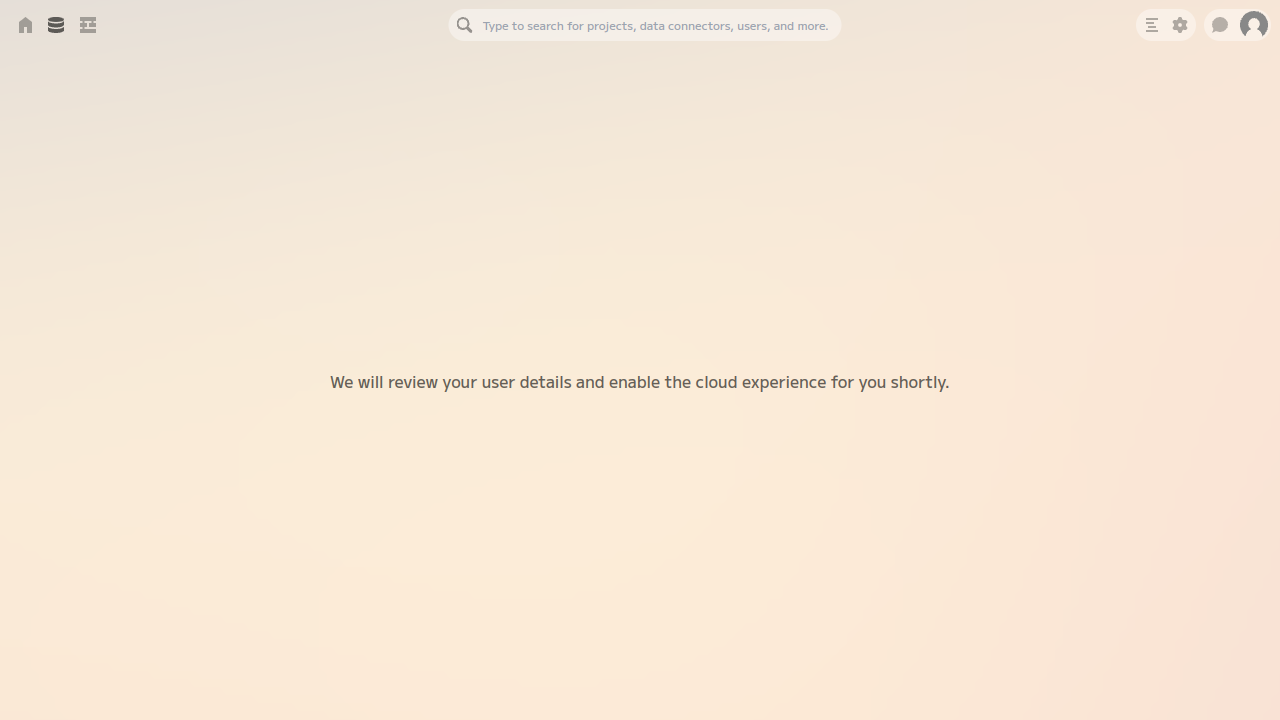 Type to search for projects, data connectors, users, and more.
We will review your user details and enable the cloud experience for you shortly.